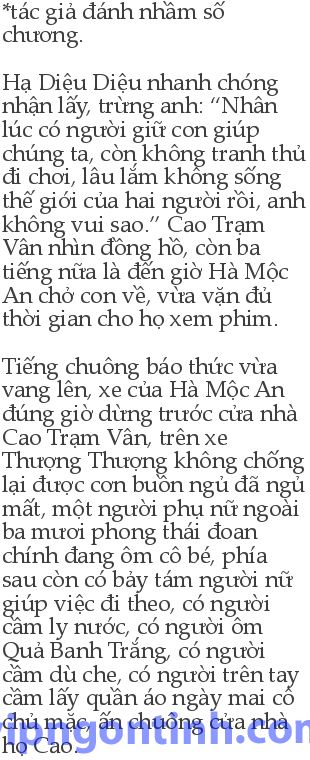 *tác giả đánh nhầm số
chương.
Hạ Diệu Diệu nhanh chóng
nhận lấy, trừng anh: “Nhân
lúc có người giữ con giúp
chúng ta, còn không tranh thủ
đi chơi, lâu lắm không sống
thế giới của hai người rồi, anh
không vui sao.” Cao Trạm
Vân nhìn đồng hồ, còn ba
tiếng nữa là đến giờ Hà Mộc
An chở con về, vừa vặn đủ
thời gian cho họ xem phim.
Tiếng chuông báo thức vừa
vang lên, xe của Hà Mộc An
đúng giờ dừng trước cửa nhà
Cao Trạm Vân, trên xe
Thượng Thượng không chống
lại được cơn buồn ngủ đã ngủ
mất, một người phụ nữ ngoài
ba mươi phong thái đoan
chính đang ôm cô bé, phía
sau còn có bảy tám người nữ
giúp việc đi theo, có người
cầm ly nước, có người ôm
Quả Banh Trắng, có người
cầm dù che, có người trên tay
cầm lấy quần áo ngày mai cô
chủ mặc, ấn chuông cửa nhà
họ Cao.
vipngontinh.com